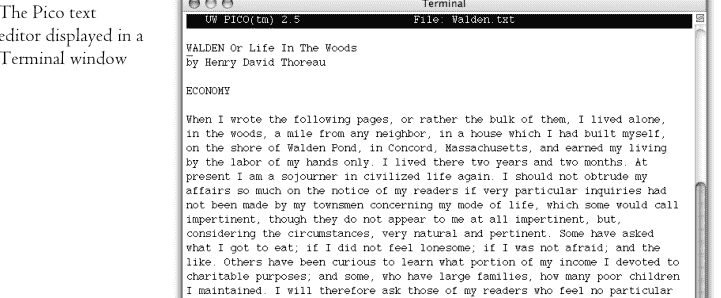 The Pico text
editor displayed in a
Terminal window
Terminal
UW PICO(tm) 2.5 File: Walden.txt
WALDEN Or Life In The Woods
by Henry David Thoreau
ECONOMY
When I wrote the following pages, or rather the bulk of them, I lived alone,
in the woods, a mile from any neighbor, in a house which I had built myself,
on the shore of Walden Pond, in Concord, Massachusetts, and earned my living
by the labor of my hands only. I lived there two years and two months. At
present I am a sojourner in civilized life again. I should not obtrude my
affairs so much on the notice of my readers if very particular inquiries had
not been made by my townsmen concerning my mode of life, which some would call
impertinent, though they do not appear to me at all impertinent, but,
considering the circumstances, very natural and pertinent. Some have asked
what I got to eat; if I did not feel lonesome; if I was not afraid; and the
like. Others have been curious to learn what portion of my income I devoted to
charitable purposes; and some, who have large families, how many poor children
I maintained. I will therefore ask those of my readers who feel no particular